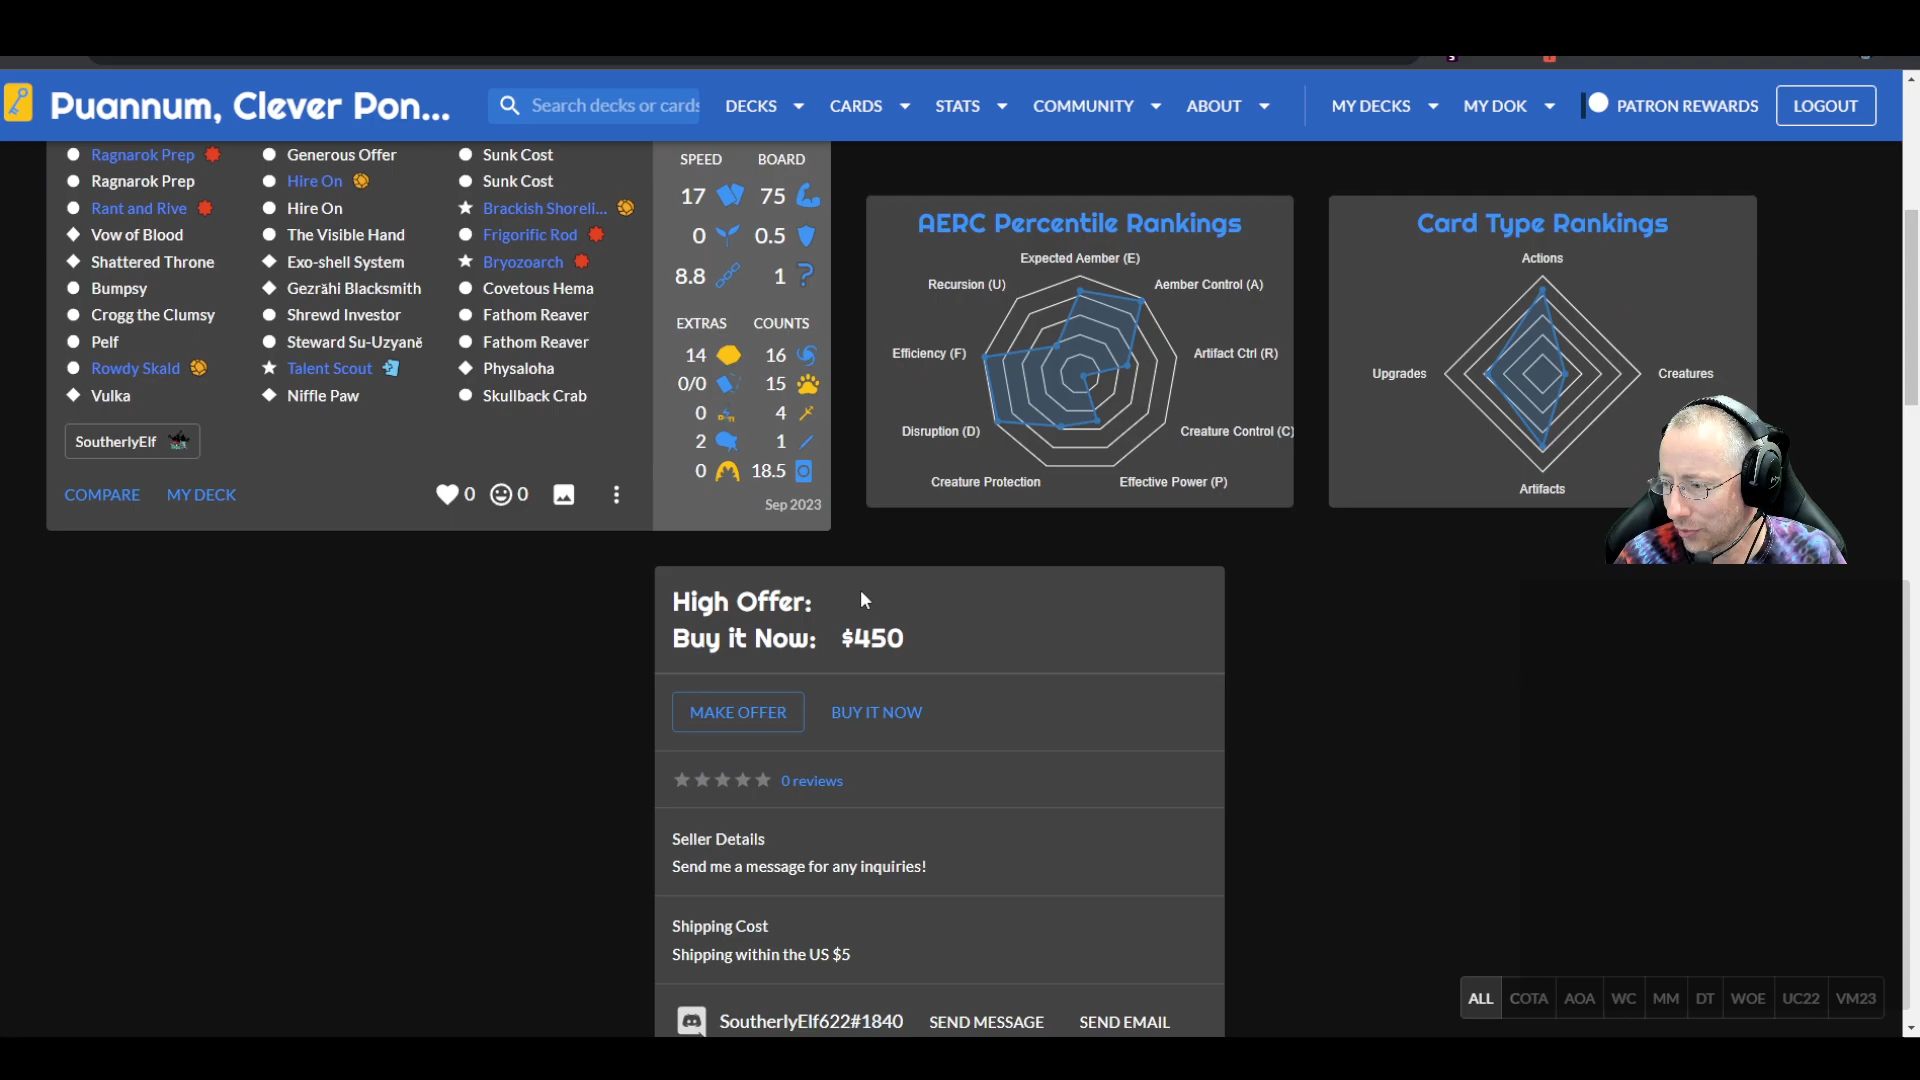 Puannum, Clever Pon...
Search decks or cards
DECKS
CARDS
STATS
COMMUNITY
ABOUT
MY DECKS
MY DOK
PATRON REWARDS
LOGOUT
Ragnarok Prep
Ragnarok Prep
Rant and Rive
Vow of Blood
Shattered Throne
Bumpsy
Crogg the Clumsy
Pelf
Rowdy Skald
Vulka
Generous Offer
Hire On
Hire On
The Visible Hand
Exo-shell System
Gezrăhi Blacksmith
Shrewd Investor
Steward Su-Uzyanĕ
Talent Scout
Niffle Paw
Sunk Cost
Sunk Cost
Brackish Shoreli...
Frigorific Rod
Bryozoarch
Covetous Hema
Fathom Reaver
Fathom Reaver
Physaloha
Skullback Crab
SoutherlyElf
COMPARE
MY DECK
0
0
SPEED BOARD
17 75
0 0.5
8.8 1 ?
EXTRAS COUNTS
14 16
0/0 15
0 4
2 1
0 18.5
Sep 2023
AERC Percentile Rankings
Expected Aember (E)
Recursion (U)
Aember Control (A)
Efficiency (F)
Artifact Ctrl (R)
Disruption (D)
Creature Control (C)
Creature Protection
Effective Power (P)
Card Type Rankings
Actions
Upgrades
Creatures
Artifacts
High Offer:
Buy it Now: $450
MAKE OFFER
BUY IT NOW
0 reviews
Seller Details
Send me a message for any inquiries!
Shipping Cost
Shipping within the US $5
SoutherlyElf622#1840
SEND MESSAGE
SEND EMAIL
ALL
COTA
AOA
WC
MM
DT
WOE
UC22
VM23